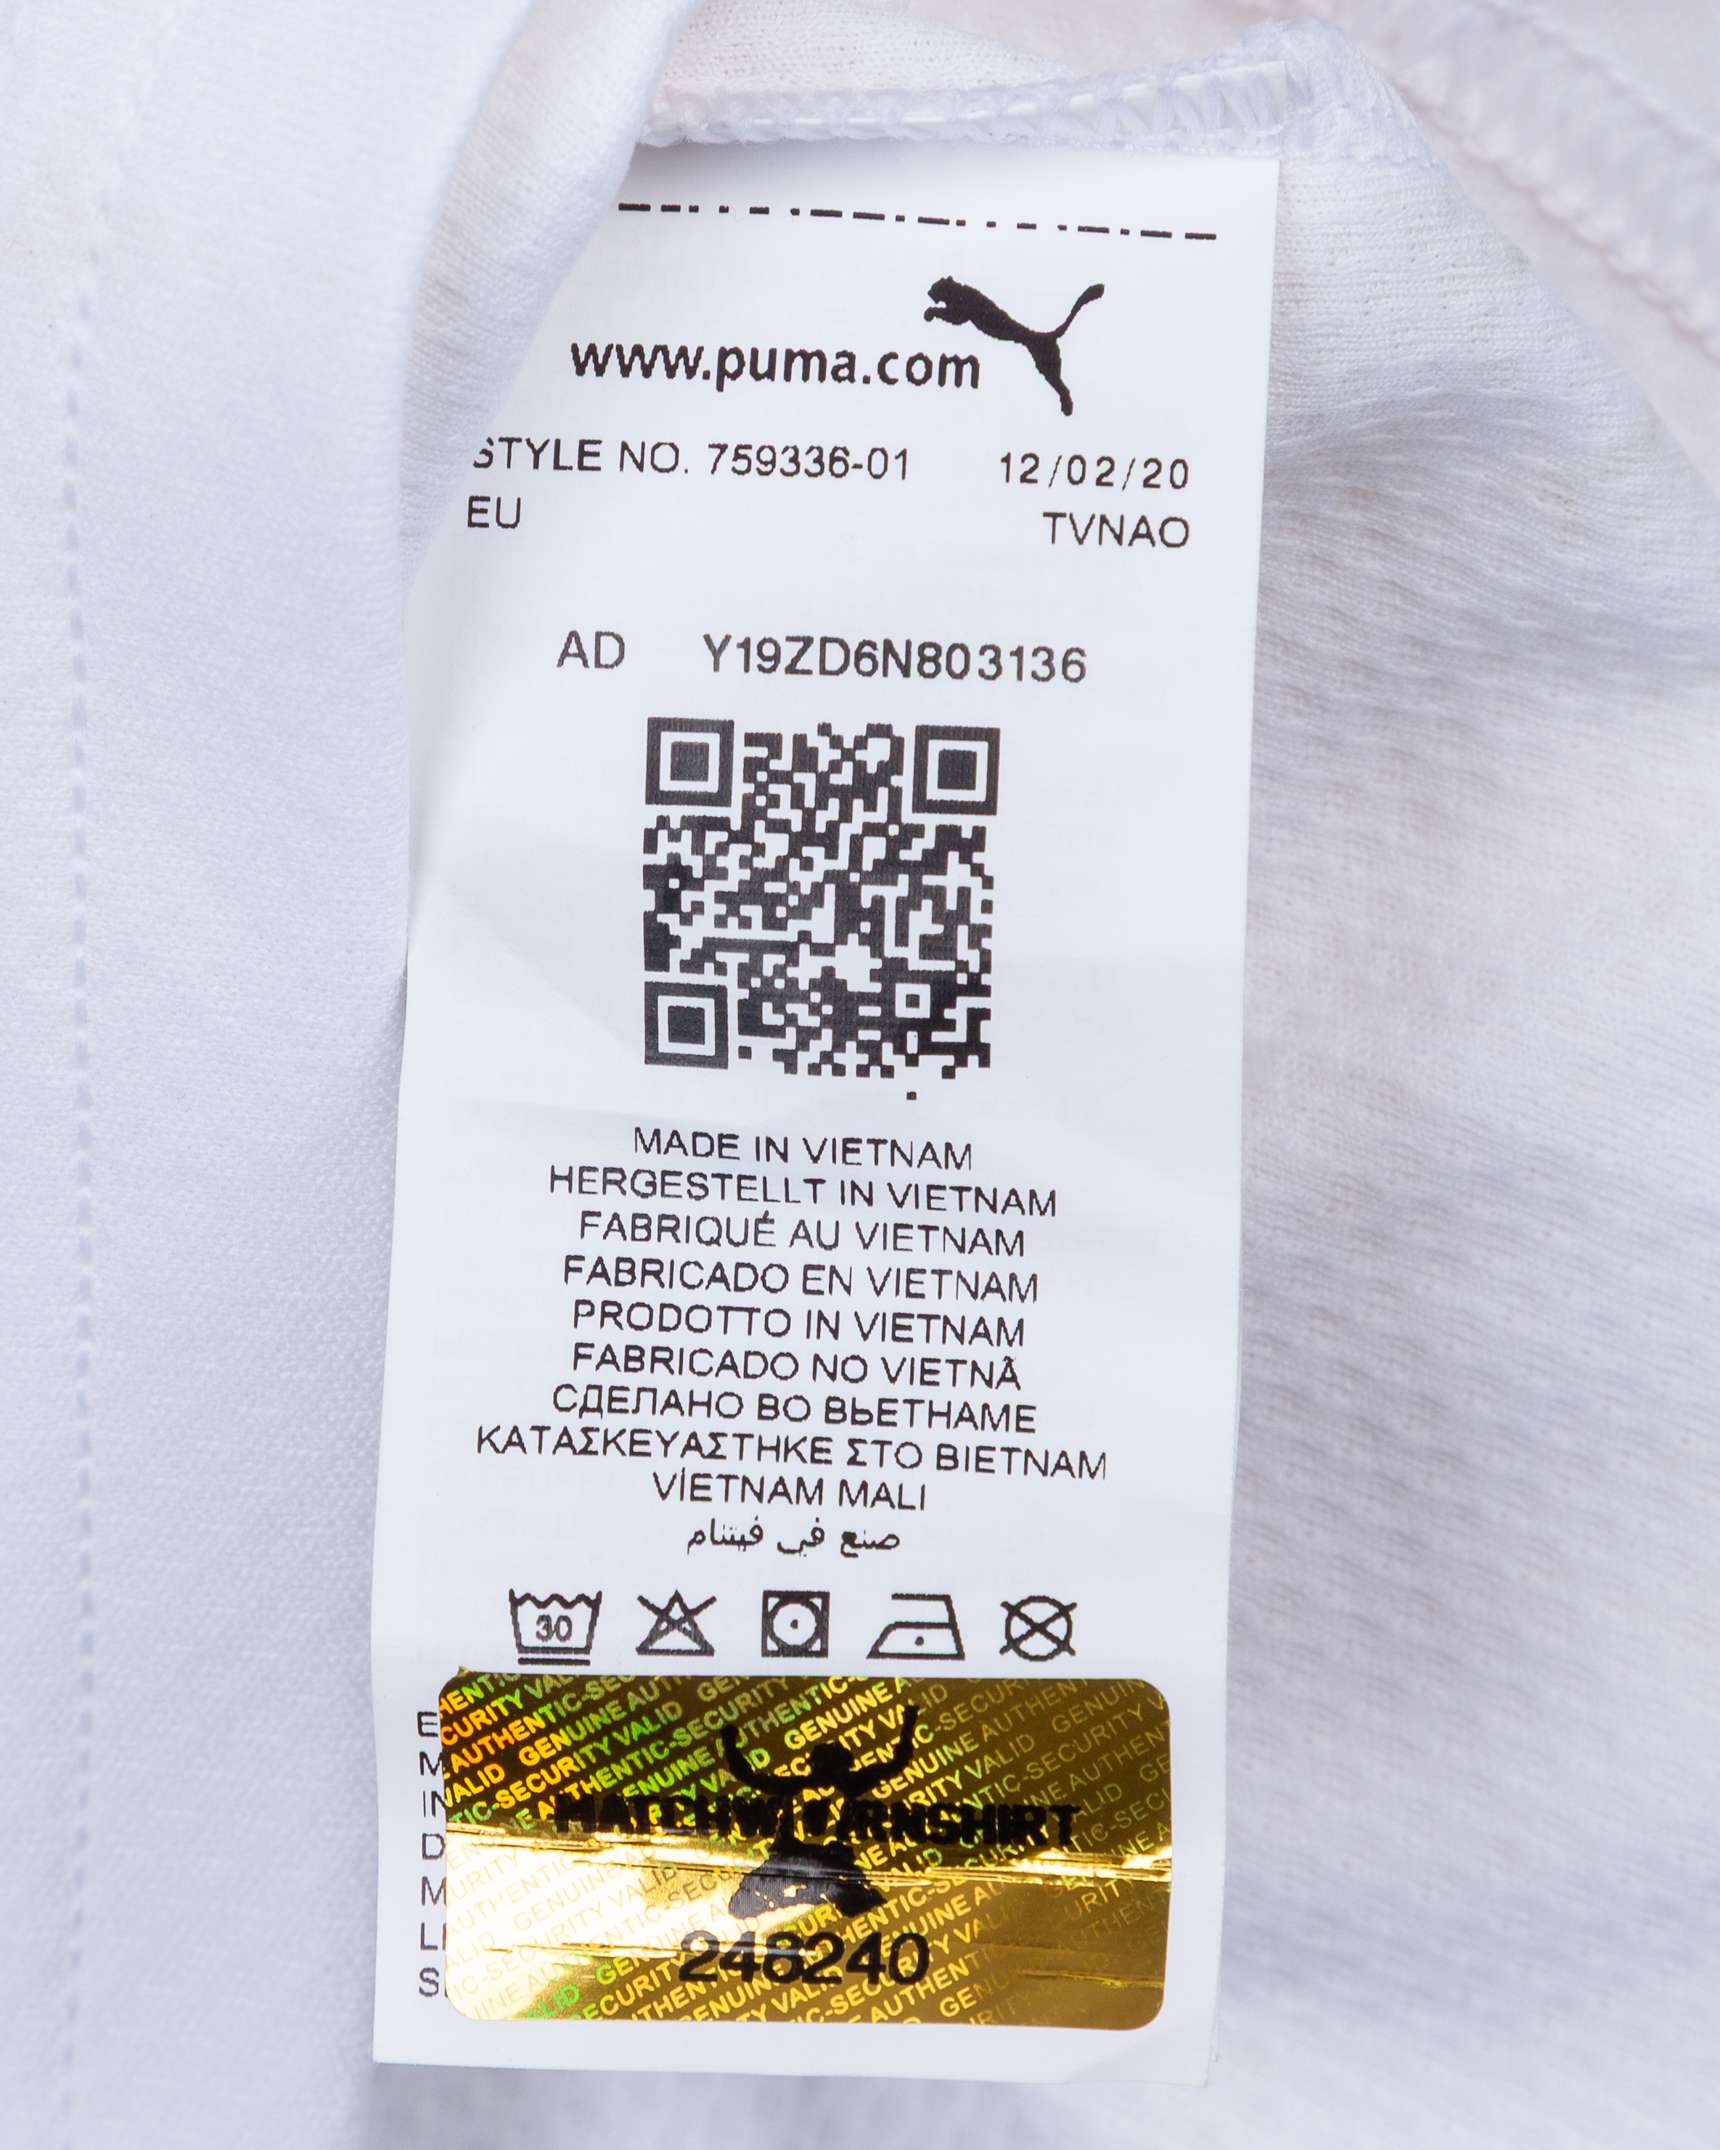 www.puma.com
STYLE NO. 759336-01 12/02/20
EU TVNAO
AD Y19ZD6N803136
MADE IN VIETNAM
HERGESTELLT IN VIETNAM
FABRIQUÉ AU VIETNAM
FABRICADO EN VIETNAM
PRODOTTO IN VIETNAM
FABRICADO NO VIETNÃ
СДЕЛАНО ВО ВЬЕТНАМЕ
ΚΑΤΑΣΚΕΥΑΣΤΗΚΕ ΣΤΟ ΒΙΕΤΝΑΜ
VİETNAM MALI
صنع في فيتنام
30
MATCHWORNSHIRT
246240